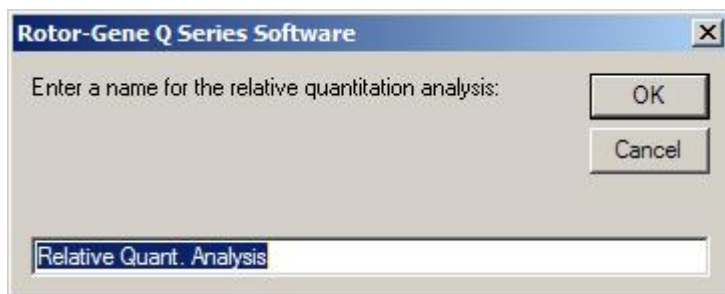 Rotor-Gene Q Series Software
Enter a name for the relative quantitation analysis:
OK
Cancel
Relative Quant. Analysis